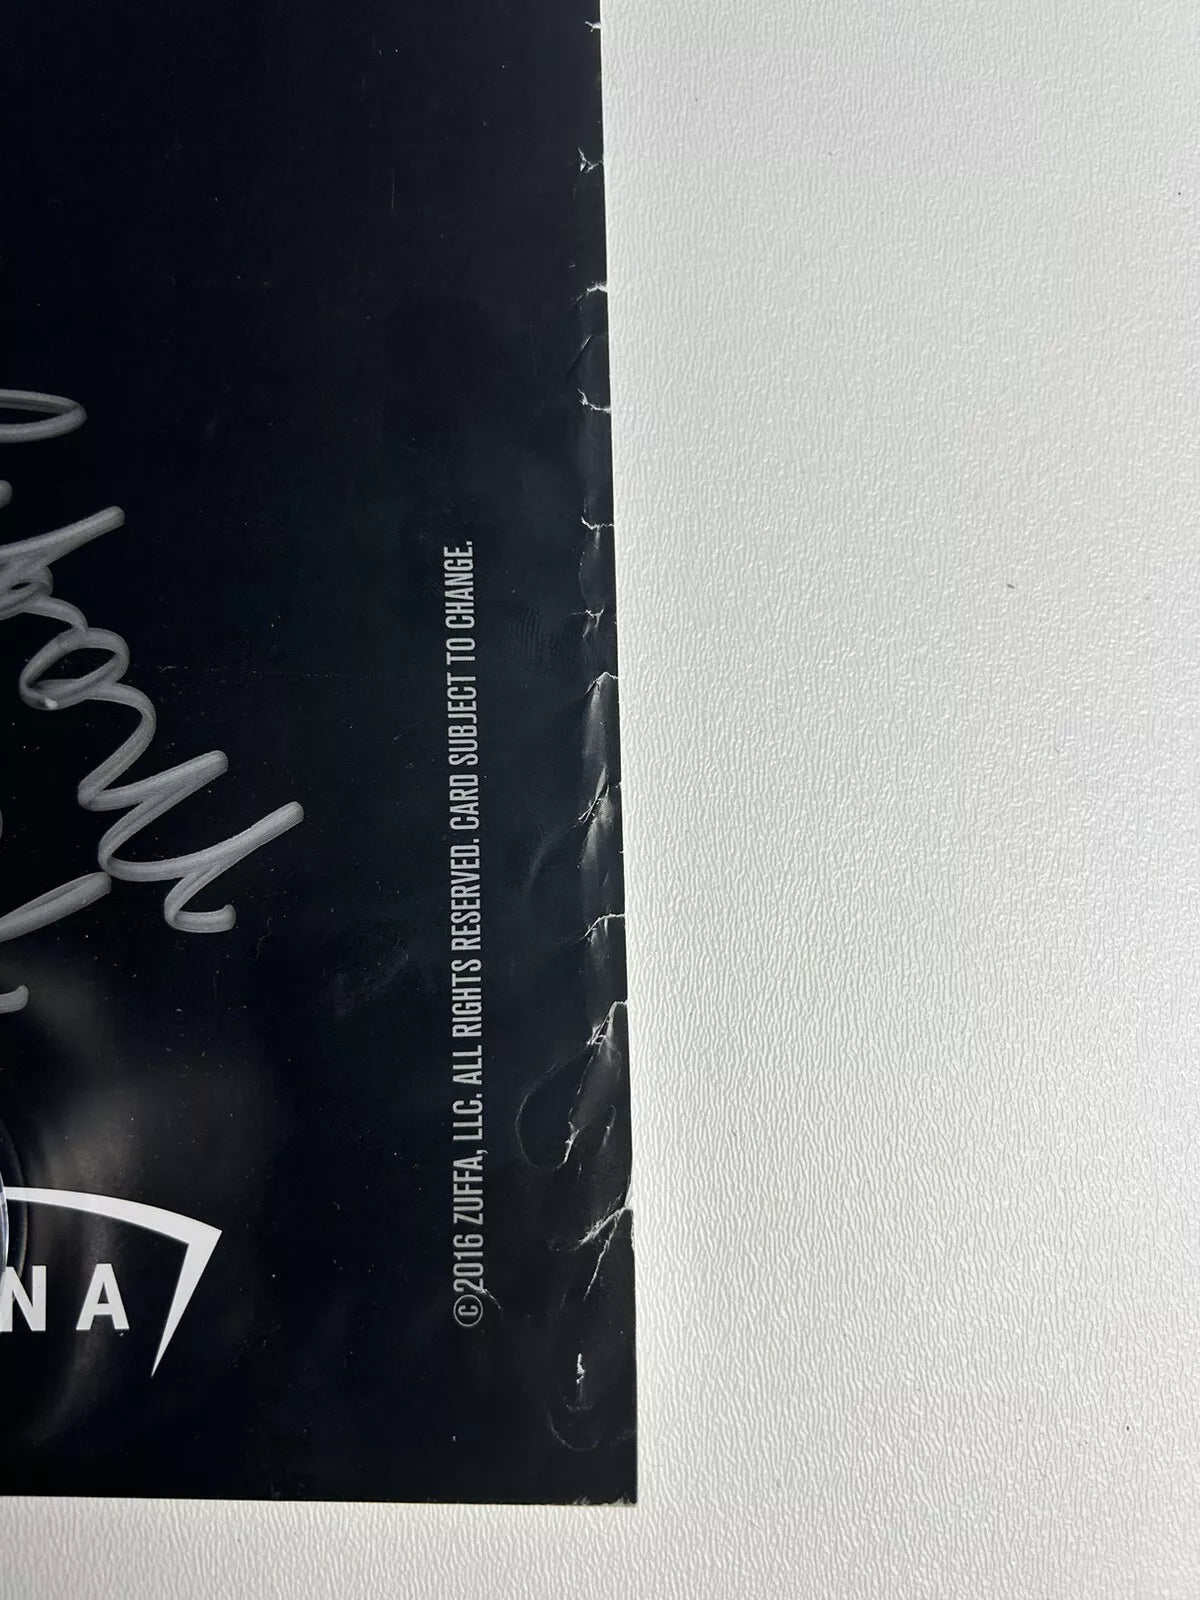 ©2016 ZUFFA, LLC. ALL RIGHTS RESERVED. CARD SUBJECT TO CHANGE.
NA